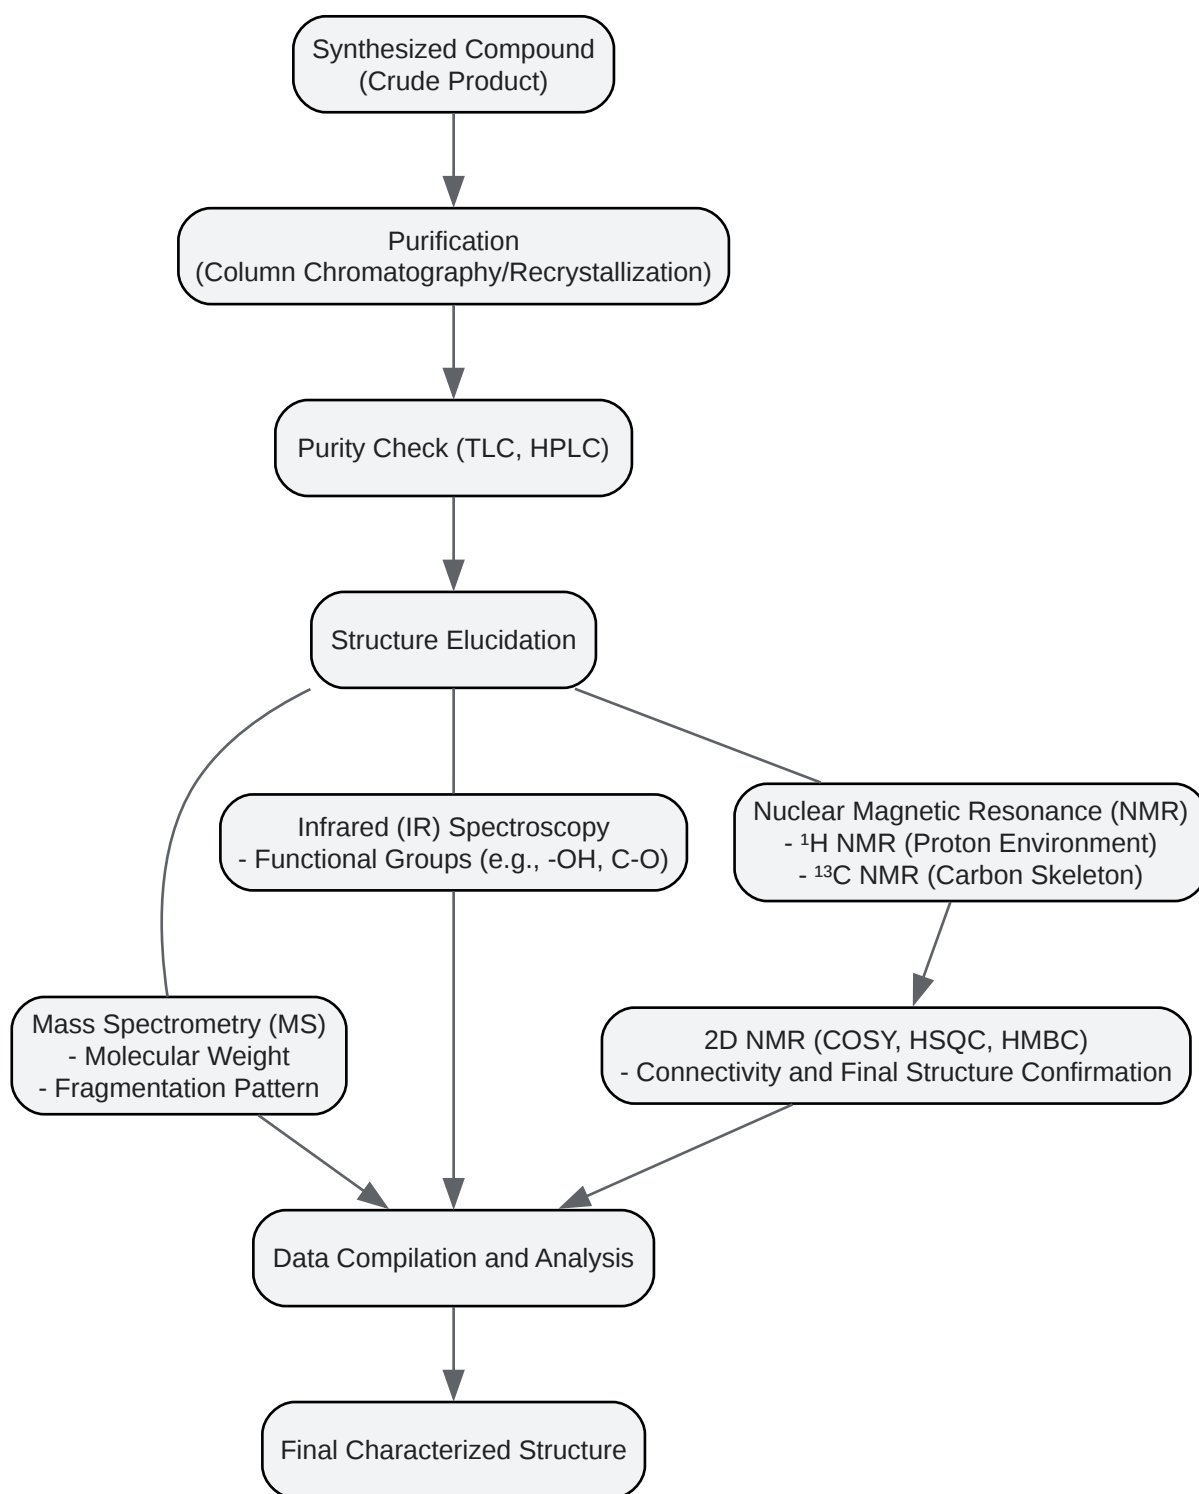 Synthesized Compound
(Crude Product)
Purification
(Column Chromatography/Recrystallization)
Purity Check (TLC, HPLC)
Structure Elucidation
Infrared (IR) Spectroscopy
- Functional Groups (e.g., -OH, C-O)
Nuclear Magnetic Resonance (NMR)
- ¹H NMR (Proton Environment)
- ¹³C NMR (Carbon Skeleton)
Mass Spectrometry (MS)
- Molecular Weight
- Fragmentation Pattern
2D NMR (COSY, HSQC, HMBC)
- Connectivity and Final Structure Confirmation
Data Compilation and Analysis
Final Characterized Structure